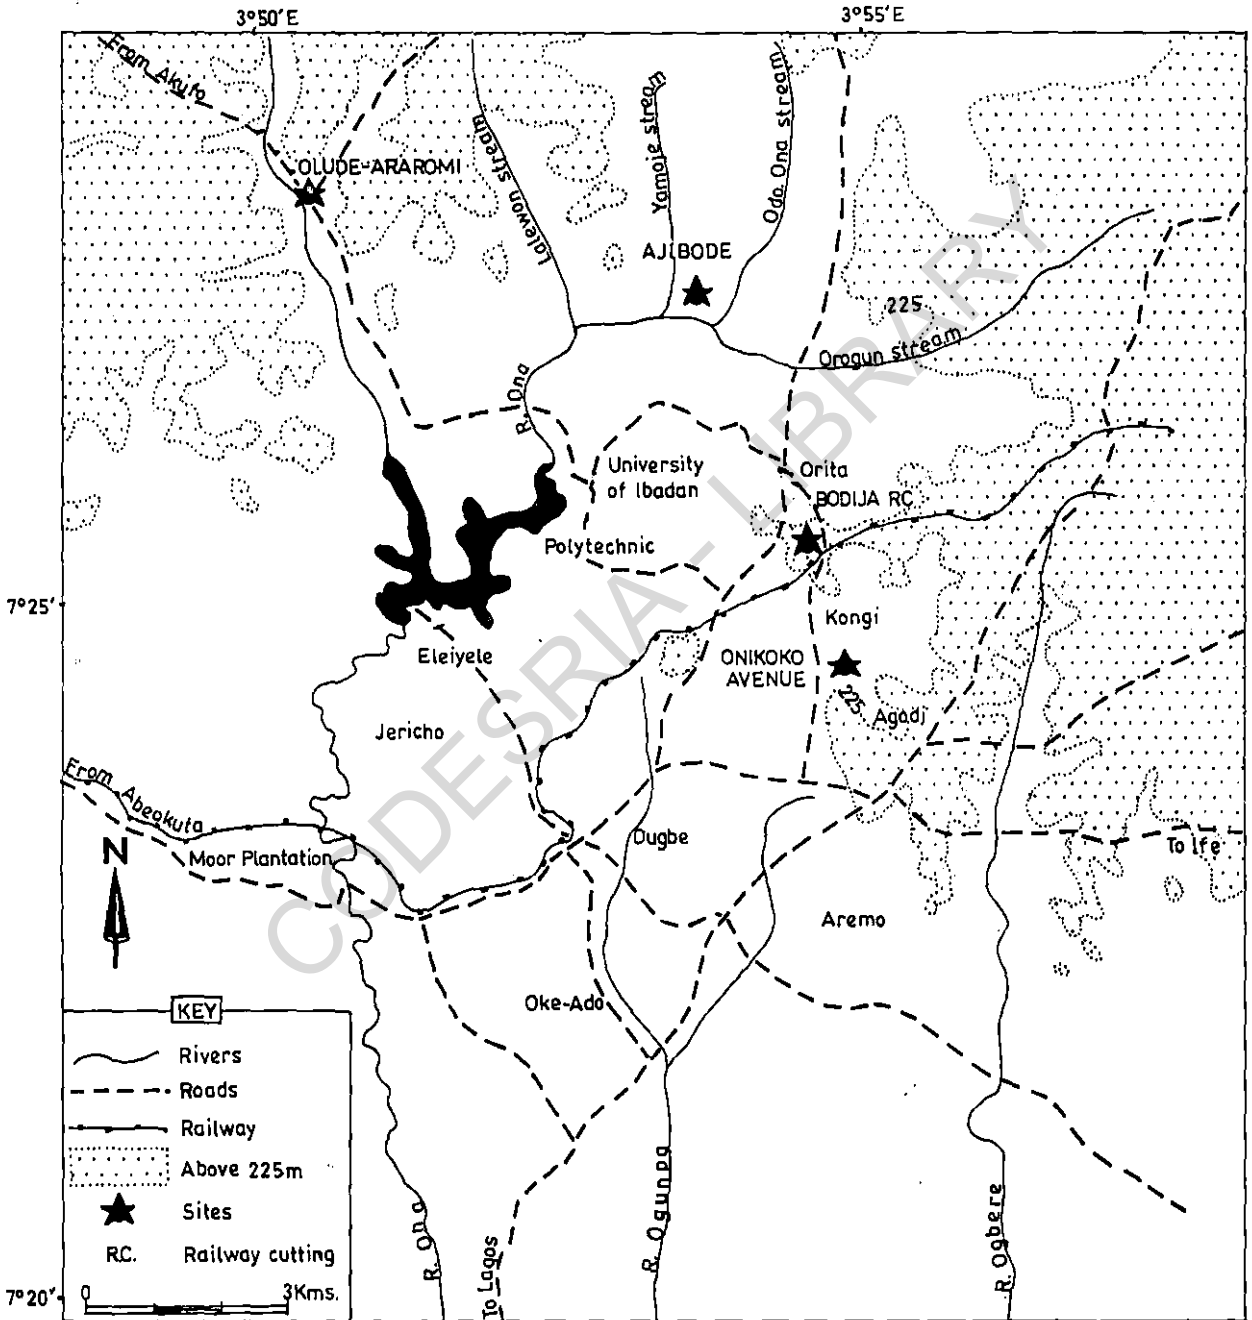 3°50'E
3°55'E
From Akufo
OLUDE-ARAROMI
Lalewon stream
Yamoje stream
Odo Ona stream
AJIBODE
225
Orogun stream
R. Ona
University
of Ibadan
Orita
BODIJA RC
Polytechnic
7°25'
Kongi
Eleiyele
ONIKOKO
AVENUE
225
Agadi
Jericho
From Abeokuta
Dugbe
To Ife
N
Moor Plantation
Aremo
Oke-Ado
KEY
Rivers
Roads
Railway
Above 225m
Sites
R.C. Railway cutting
0 3Kms.
7°20'
R. Ona
To Lagos
R. Ogunpa
R. Ogbere
CODESRIA - LIBRARY